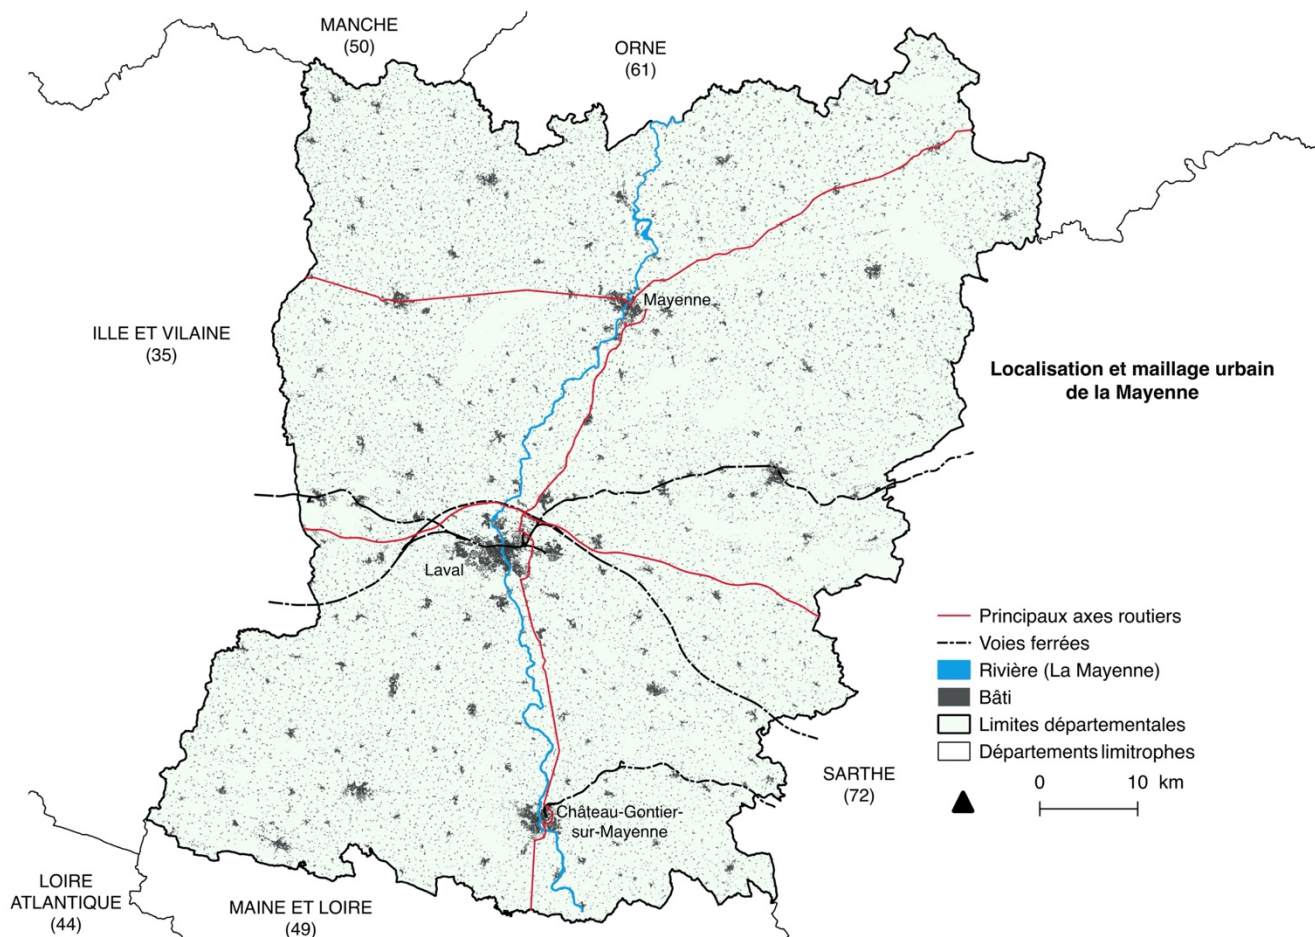 MANCHE
(50)
ORNE
(61)
Mayenne
ILLE ET VILAINE
(35)
Localisation et maillage urbain
de la Mayenne
Laval
Principaux axes routiers
Voies ferrées
Rivière (La Mayenne)
Bâti
Limites départementales
Départements limitrophes
SARTHE
(72)
0 10 km
Château-Gontier-
sur-Mayenne
LOIRE
ATLANTIQUE
(44)
MAINE ET LOIRE
(49)